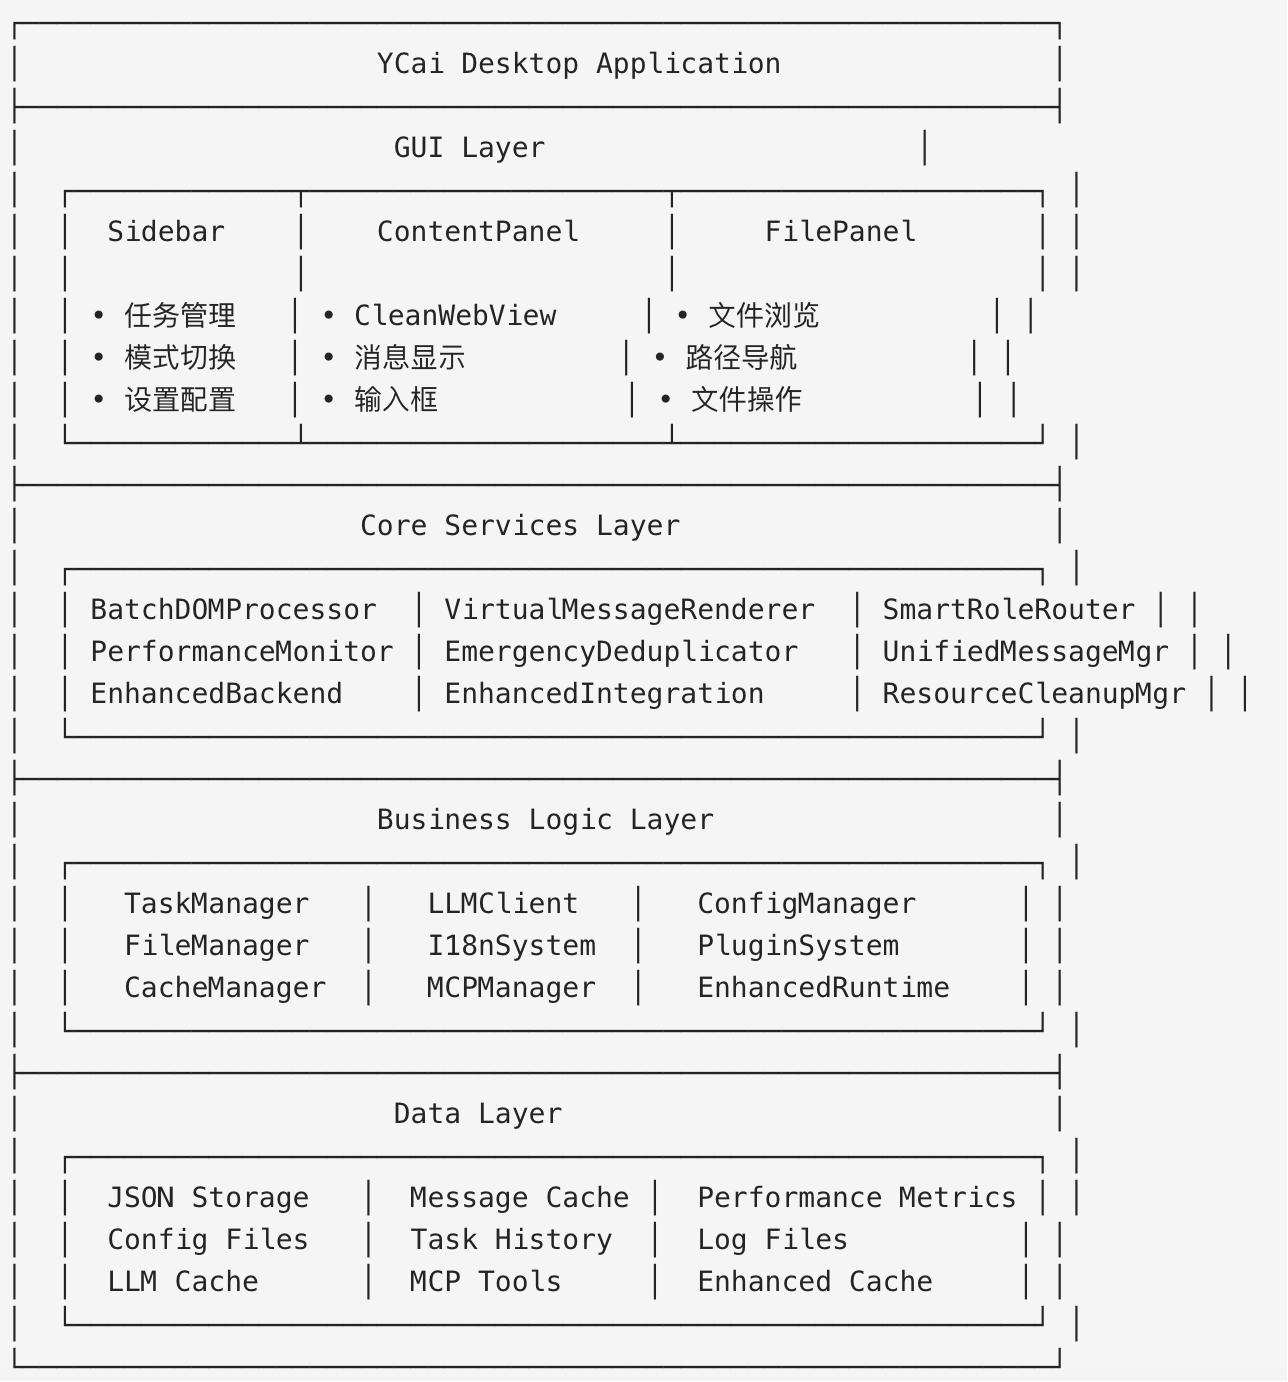 YCai Desktop Application
GUI Layer
Sidebar │ ContentPanel │ FilePanel
• 任务管理 │ • CleanWebView │ • 文件浏览
• 模式切换 │ • 消息显示 │ • 路径导航
• 设置配置 │ • 输入框 │ • 文件操作
Core Services Layer
BatchDOMProcessor │ VirtualMessageRenderer │ SmartRoleRouter
PerformanceMonitor │ EmergencyDeduplicator │ UnifiedMessageMgr
EnhancedBackend │ EnhancedIntegration │ ResourceCleanupMgr
Business Logic Layer
TaskManager │ LLMClient │ ConfigManager
FileManager │ I18nSystem │ PluginSystem
CacheManager │ MCPManager │ EnhancedRuntime
Data Layer
JSON Storage │ Message Cache │ Performance Metrics
Config Files │ Task History │ Log Files
LLM Cache │ MCP Tools │ Enhanced Cache